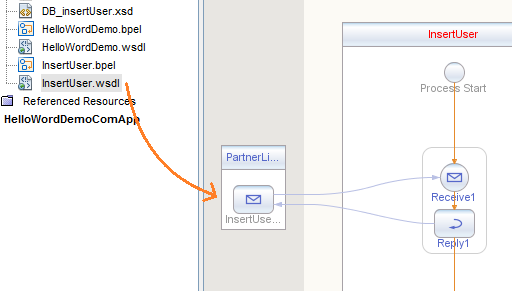 DB_insertUser.xsd
HelloWordDemo.bpel
HelloWordDemo.wsdl
InsertUser.bpel
InsertUser.wsdl
Referenced Resources
HelloWordDemoComApp
PartnerLi...
InsertUse...
InsertUser
Process Start
Receive1
Reply1